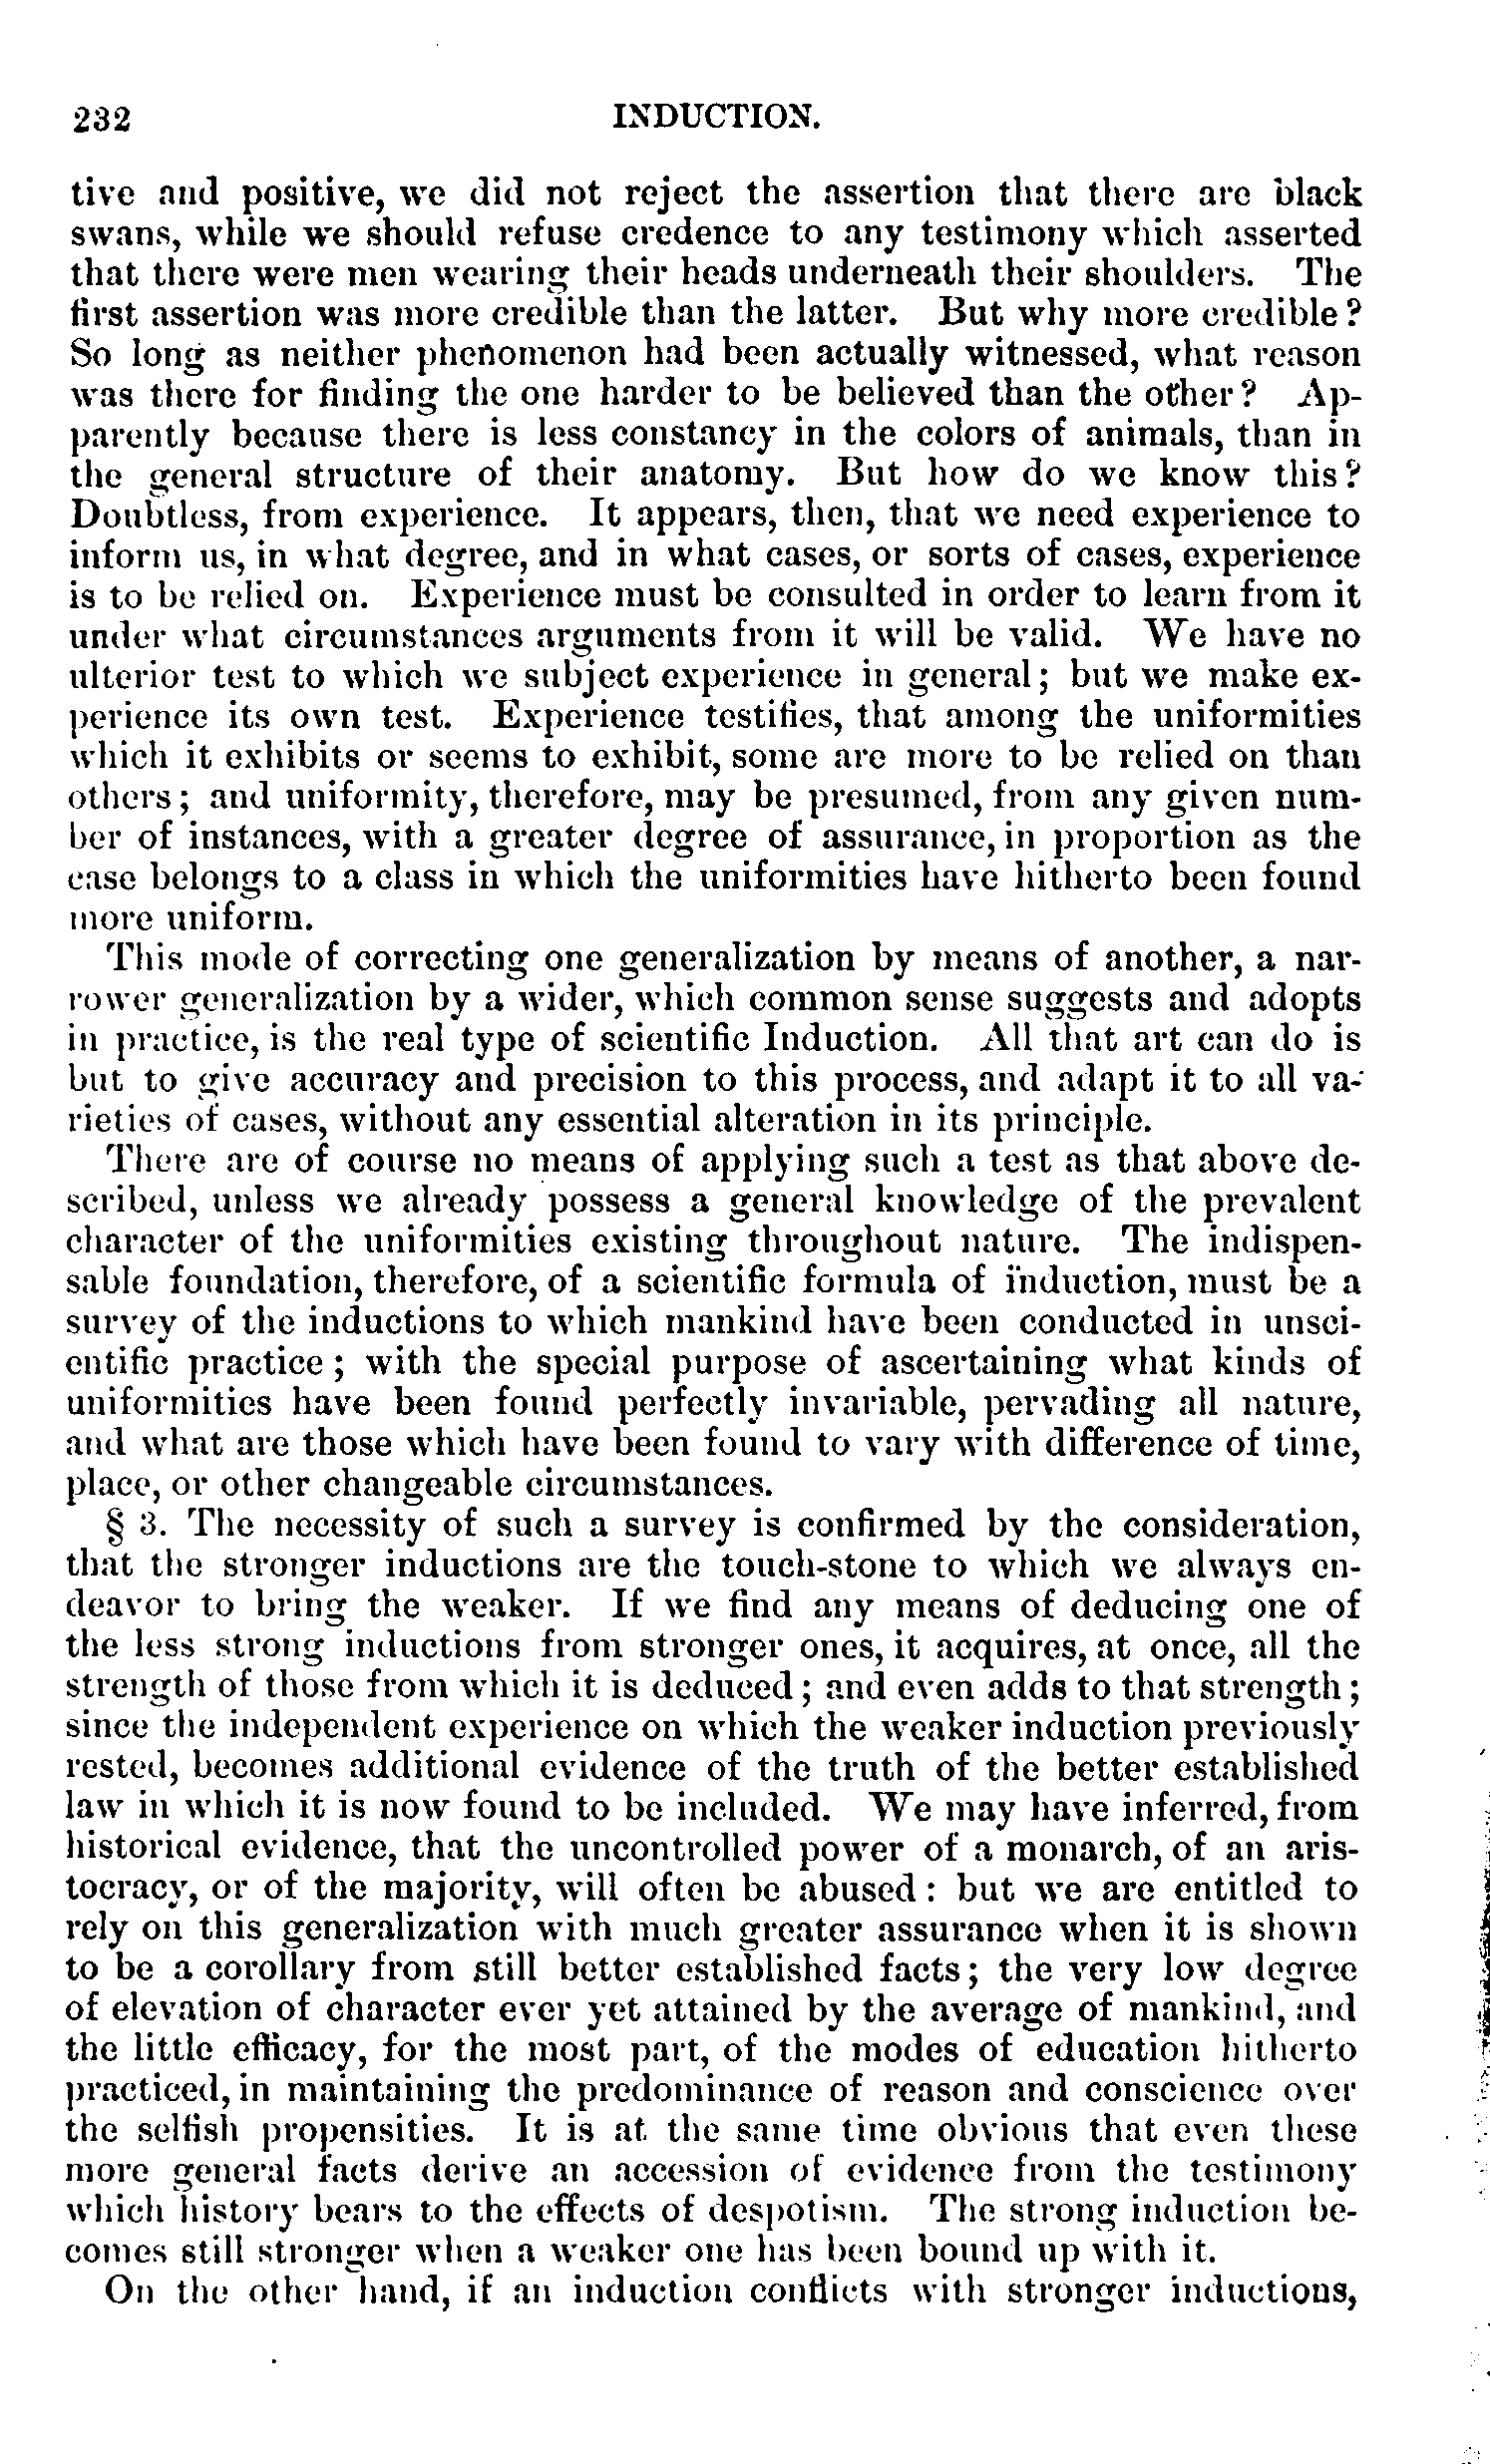 232 INDUCTION.
tive and positive, we did not reject the assertion that there are black
swans, while we should refuse credence to any testimony which asserted
that there were men wearing their heads underneath their shoulders. The
first assertion was more credible than the latter. But why more credible?
So long as neither phenomenon had been actually witnessed, what reason
was there for finding the one harder to be believed than the other? Ap-
parently because there is less constancy in the colors of animals, than in
the general structure of their anatomy. But how do we know this?
Doubtless, from experience. It appears, then, that we need experience to
inform us, in what degree, and in what cases, or sorts of cases, experience
is to be relied on. Experience must be consulted in order to learn from it
under what circumstances arguments from it will be valid. We have no
ulterior test to which we subject experience in general; but we make ex-
perience its own test. Experience testifies, that among the uniformities
which it exhibits or seems to exhibit, some are more to be relied on than
others; and uniformity, therefore, may be presumed, from any given num-
ber of instances, with a greater degree of assurance, in proportion as the
case belongs to a class in which the uniformities have hitherto been found
more uniform.
This mode of correcting one generalization by means of another, a nar-
rower generalization by a wider, which common sense suggests and adopts
in practice, is the real type of scientific Induction. All that art can do is
but to give accuracy and precision to this process, and adapt it to all va-
rieties of cases, without any essential alteration in its principle.
There are of course no means of applying such a test as that above de-
scribed, unless we already possess a general knowledge of the prevalent
character of the uniformities existing throughout nature. The indispen-
sable foundation, therefore, of a scientific formula of induction, must be a
survey of the inductions to which mankind have been conducted in unsci-
entific practice; with the special purpose of ascertaining what kinds of
uniformities have been found perfectly invariable, pervading all nature,
and what are those which have been found to vary with difference of time,
place, or other changeable circumstances.
§ 3. The necessity of such a survey is confirmed by the consideration,
that the stronger inductions are the touch-stone to which we always en-
deavor to bring the weaker. If we find any means of deducing one of
the less strong inductions from stronger ones, it acquires, at once, all the
strength of those from which it is deduced; and even adds to that strength;
since the independent experience on which the weaker induction previously
rested, becomes additional evidence of the truth of the better established
law in which it is now found to be included. We may have inferred, from
historical evidence, that the uncontrolled power of a monarch, of an aris-
tocracy, or of the majority, will often be abused: but we are entitled to
rely on this generalization with much greater assurance when it is shown
to be a corollary from still better established facts; the very low degree
of elevation of character ever yet attained by the average of mankind, and
the little efficacy, for the most part, of the modes of education hitherto
practiced, in maintaining the predominance of reason and conscience over
the selfish propensities. It is at the same time obvious that even these
more general facts derive an accession of evidence from the testimony
which history bears to the effects of despotism. The strong induction be-
comes still stronger when a weaker one has been bound up with it.
On the other hand, if an induction conflicts with stronger inductions,